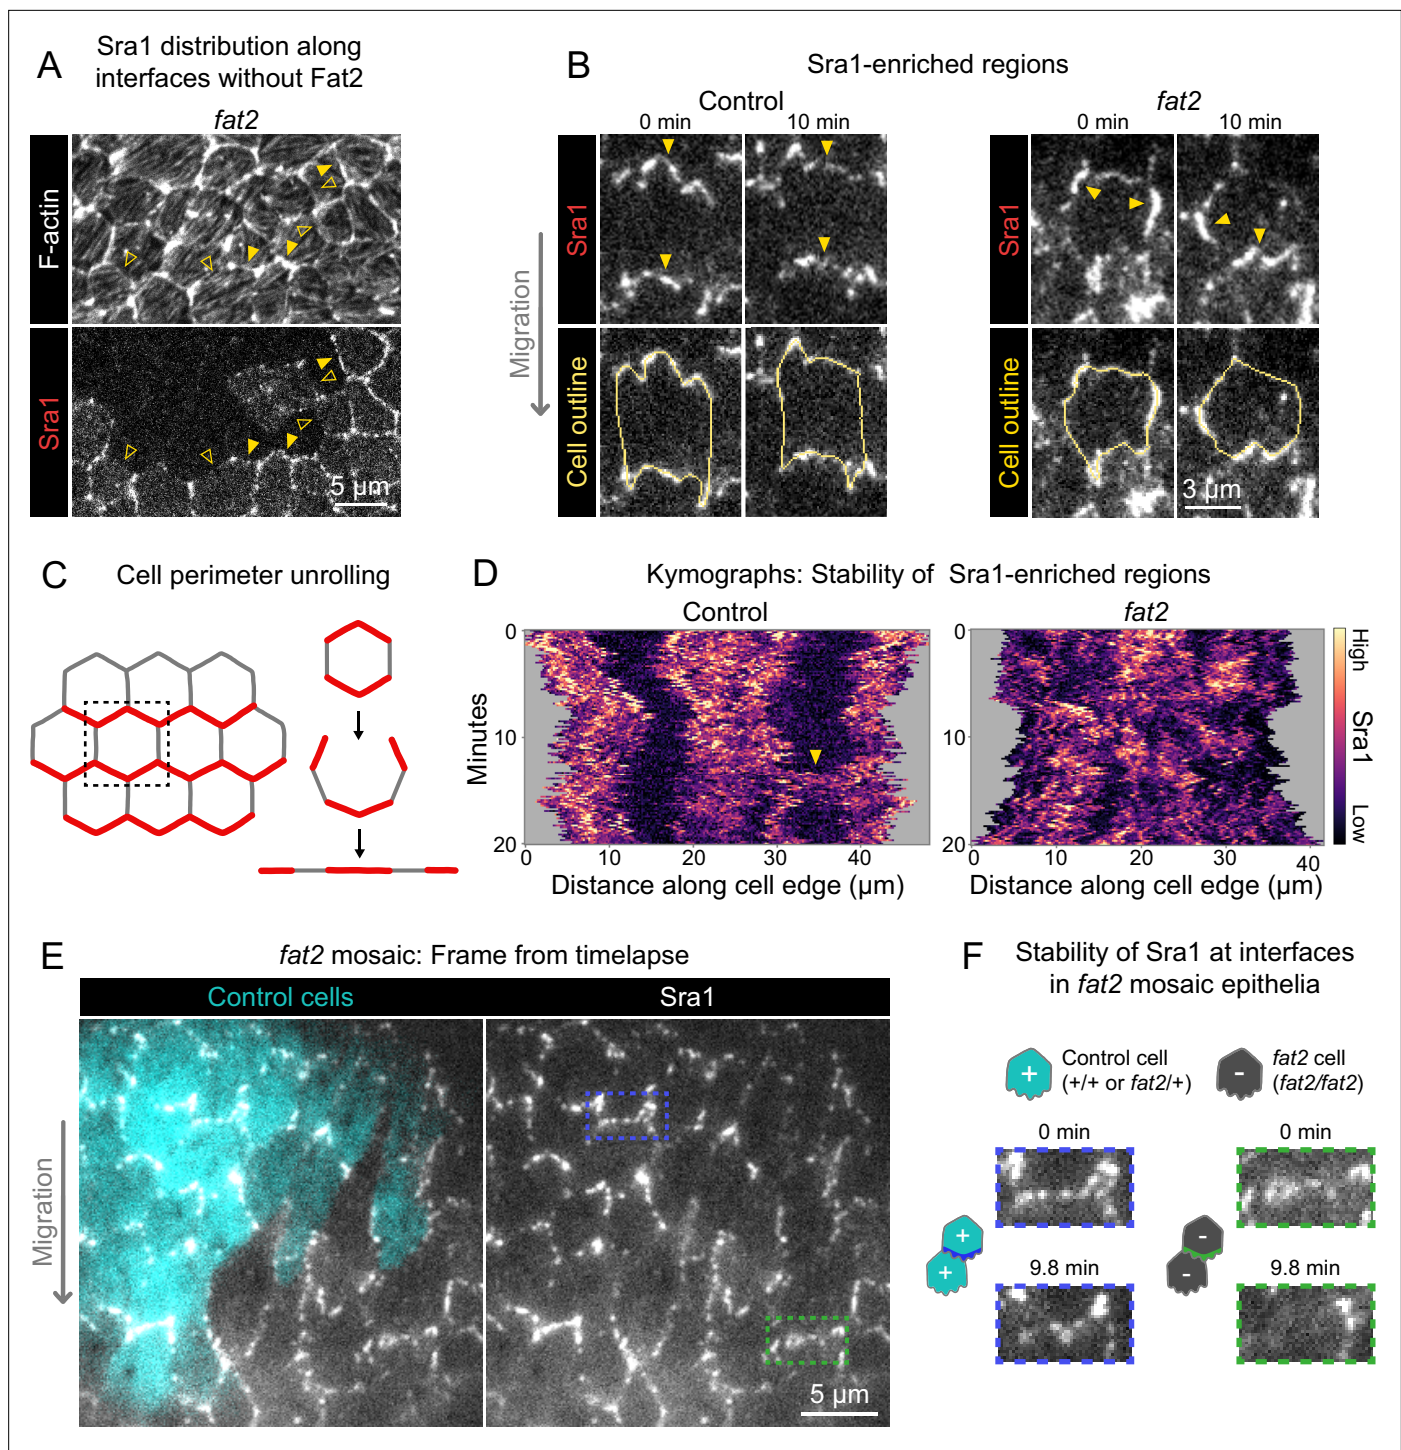 A
Sra1 distribution along
interfaces without Fat2
fat2
F-actin
Sra1
5 µm
B
Sra1-enriched regions
Control
0 min
10 min
fat2
0 min
10 min
Migration
Sra1
Cell outline
Sra1
Cell outline
3 µm
C
Cell perimeter unrolling
D
Kymographs: Stability of Sra1-enriched regions
Control
fat2
Minutes
0
10
20
0
10
20
30
40
Distance along cell edge (µm)
0
10
20
0
10
20
30
40
Distance along cell edge (µm)
High
Sra1
Low
E
fat2 mosaic: Frame from timelapse
Control cells
Sra1
Migration
5 µm
F
Stability of Sra1 at interfaces
in fat2 mosaic epithelia
+
Control cell
(+/+ or fat2/+)
-
fat2 cell
(fat2/fat2)
0 min
0 min
+
+
-
-
9.8 min
9.8 min